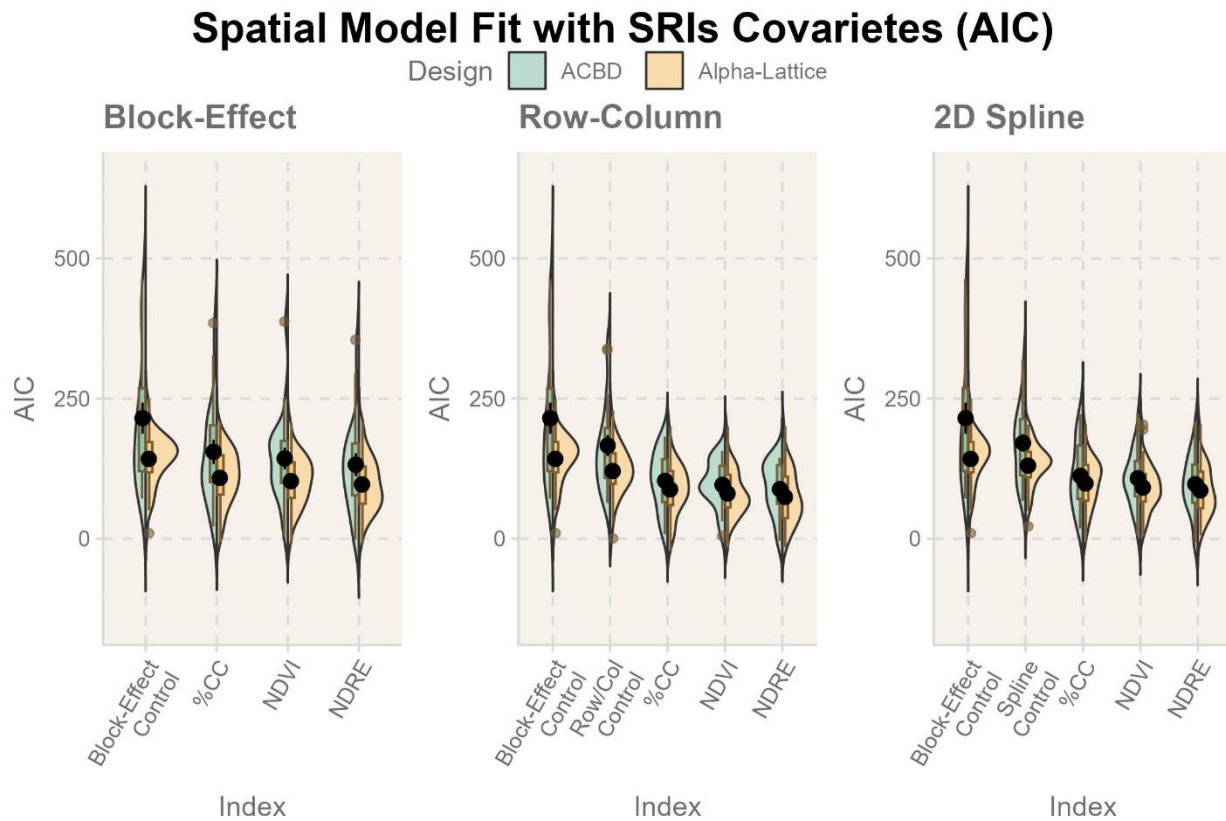 Spatial Model Fit with SRIs Covarietes (AIC)
Design ACBD Alpha-Lattice
Block-Effect
AIC
500
250
0
Block-Effect
Control
%CC
NDVI
NDRE
Index
Row-Column
AIC
500
250
0
Block-Effect
Control
Row/Col
Control
%CC
NDVI
NDRE
Index
2D Spline
AIC
500
250
0
Block-Effect
Control
Spline
Control
%CC
NDVI
NDRE
Index